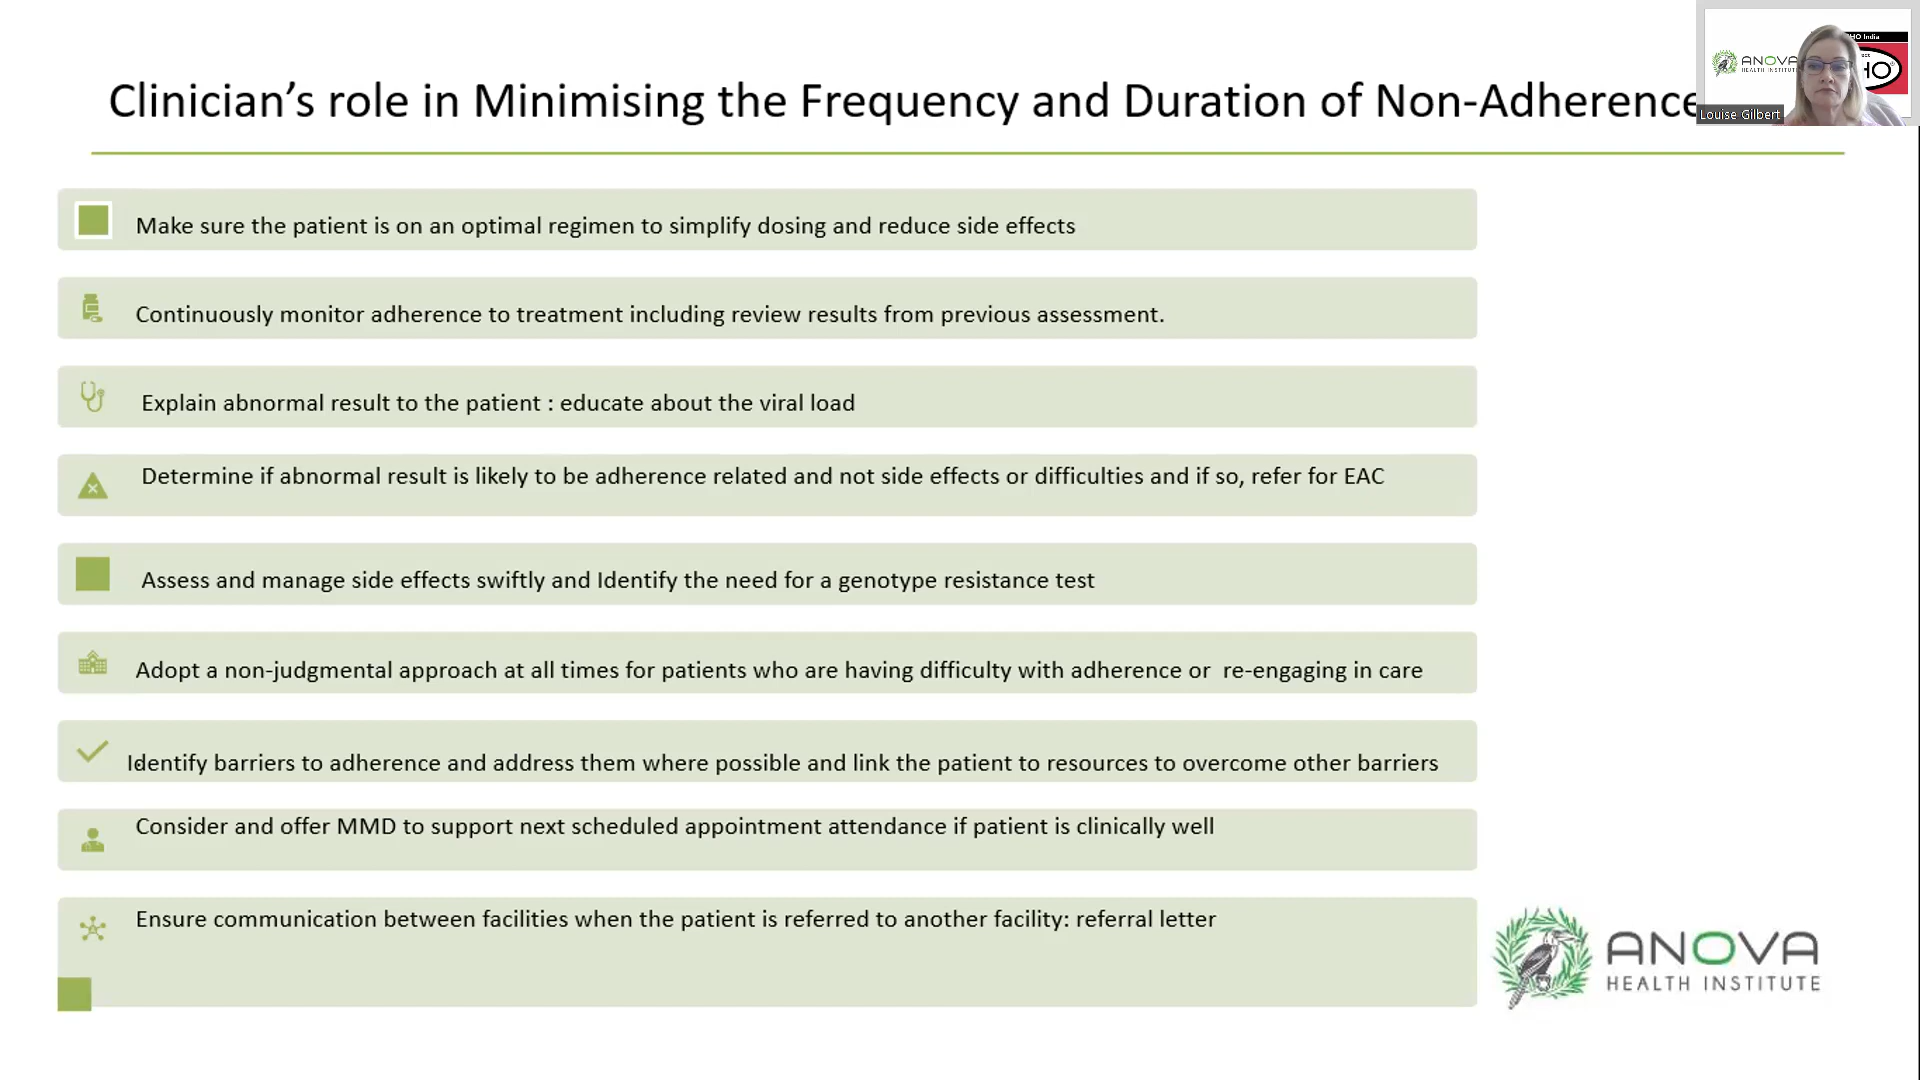 Clinician’s role in Minimising the Frequency and Duration of Non-Adherence
ANOVA
HEALTH INSTITUTE
HO India
HO
Louise Gilbert
Make sure the patient is on an optimal regimen to simplify dosing and reduce side effects
Continuously monitor adherence to treatment including review results from previous assessment.
Explain abnormal result to the patient : educate about the viral load
Determine if abnormal result is likely to be adherence related and not side effects or difficulties and if so, refer for EAC
Assess and manage side effects swiftly and Identify the need for a genotype resistance test
Adopt a non-judgmental approach at all times for patients who are having difficulty with adherence or re-engaging in care
Identify barriers to adherence and address them where possible and link the patient to resources to overcome other barriers
Consider and offer MMD to support next scheduled appointment attendance if patient is clinically well
Ensure communication between facilities when the patient is referred to another facility: referral letter
ANOVA
HEALTH INSTITUTE